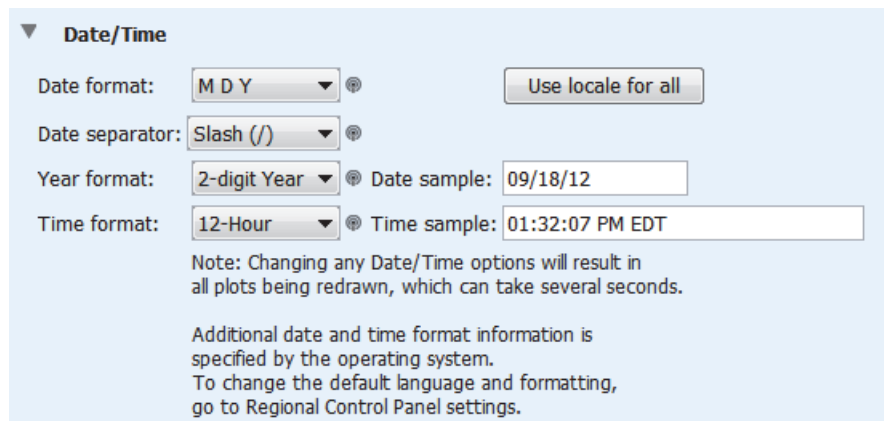 Date/Time
Date format: M D Y Use locale for all
Date separator: Slash (/)
Year format: 2-digit Year Date sample: 09/18/12
Time format: 12-Hour Time sample: 01:32:07 PM EDT
Note: Changing any Date/Time options will result in
all plots being redrawn, which can take several seconds.
Additional date and time format information is
specified by the operating system.
To change the default language and formatting,
go to Regional Control Panel settings.